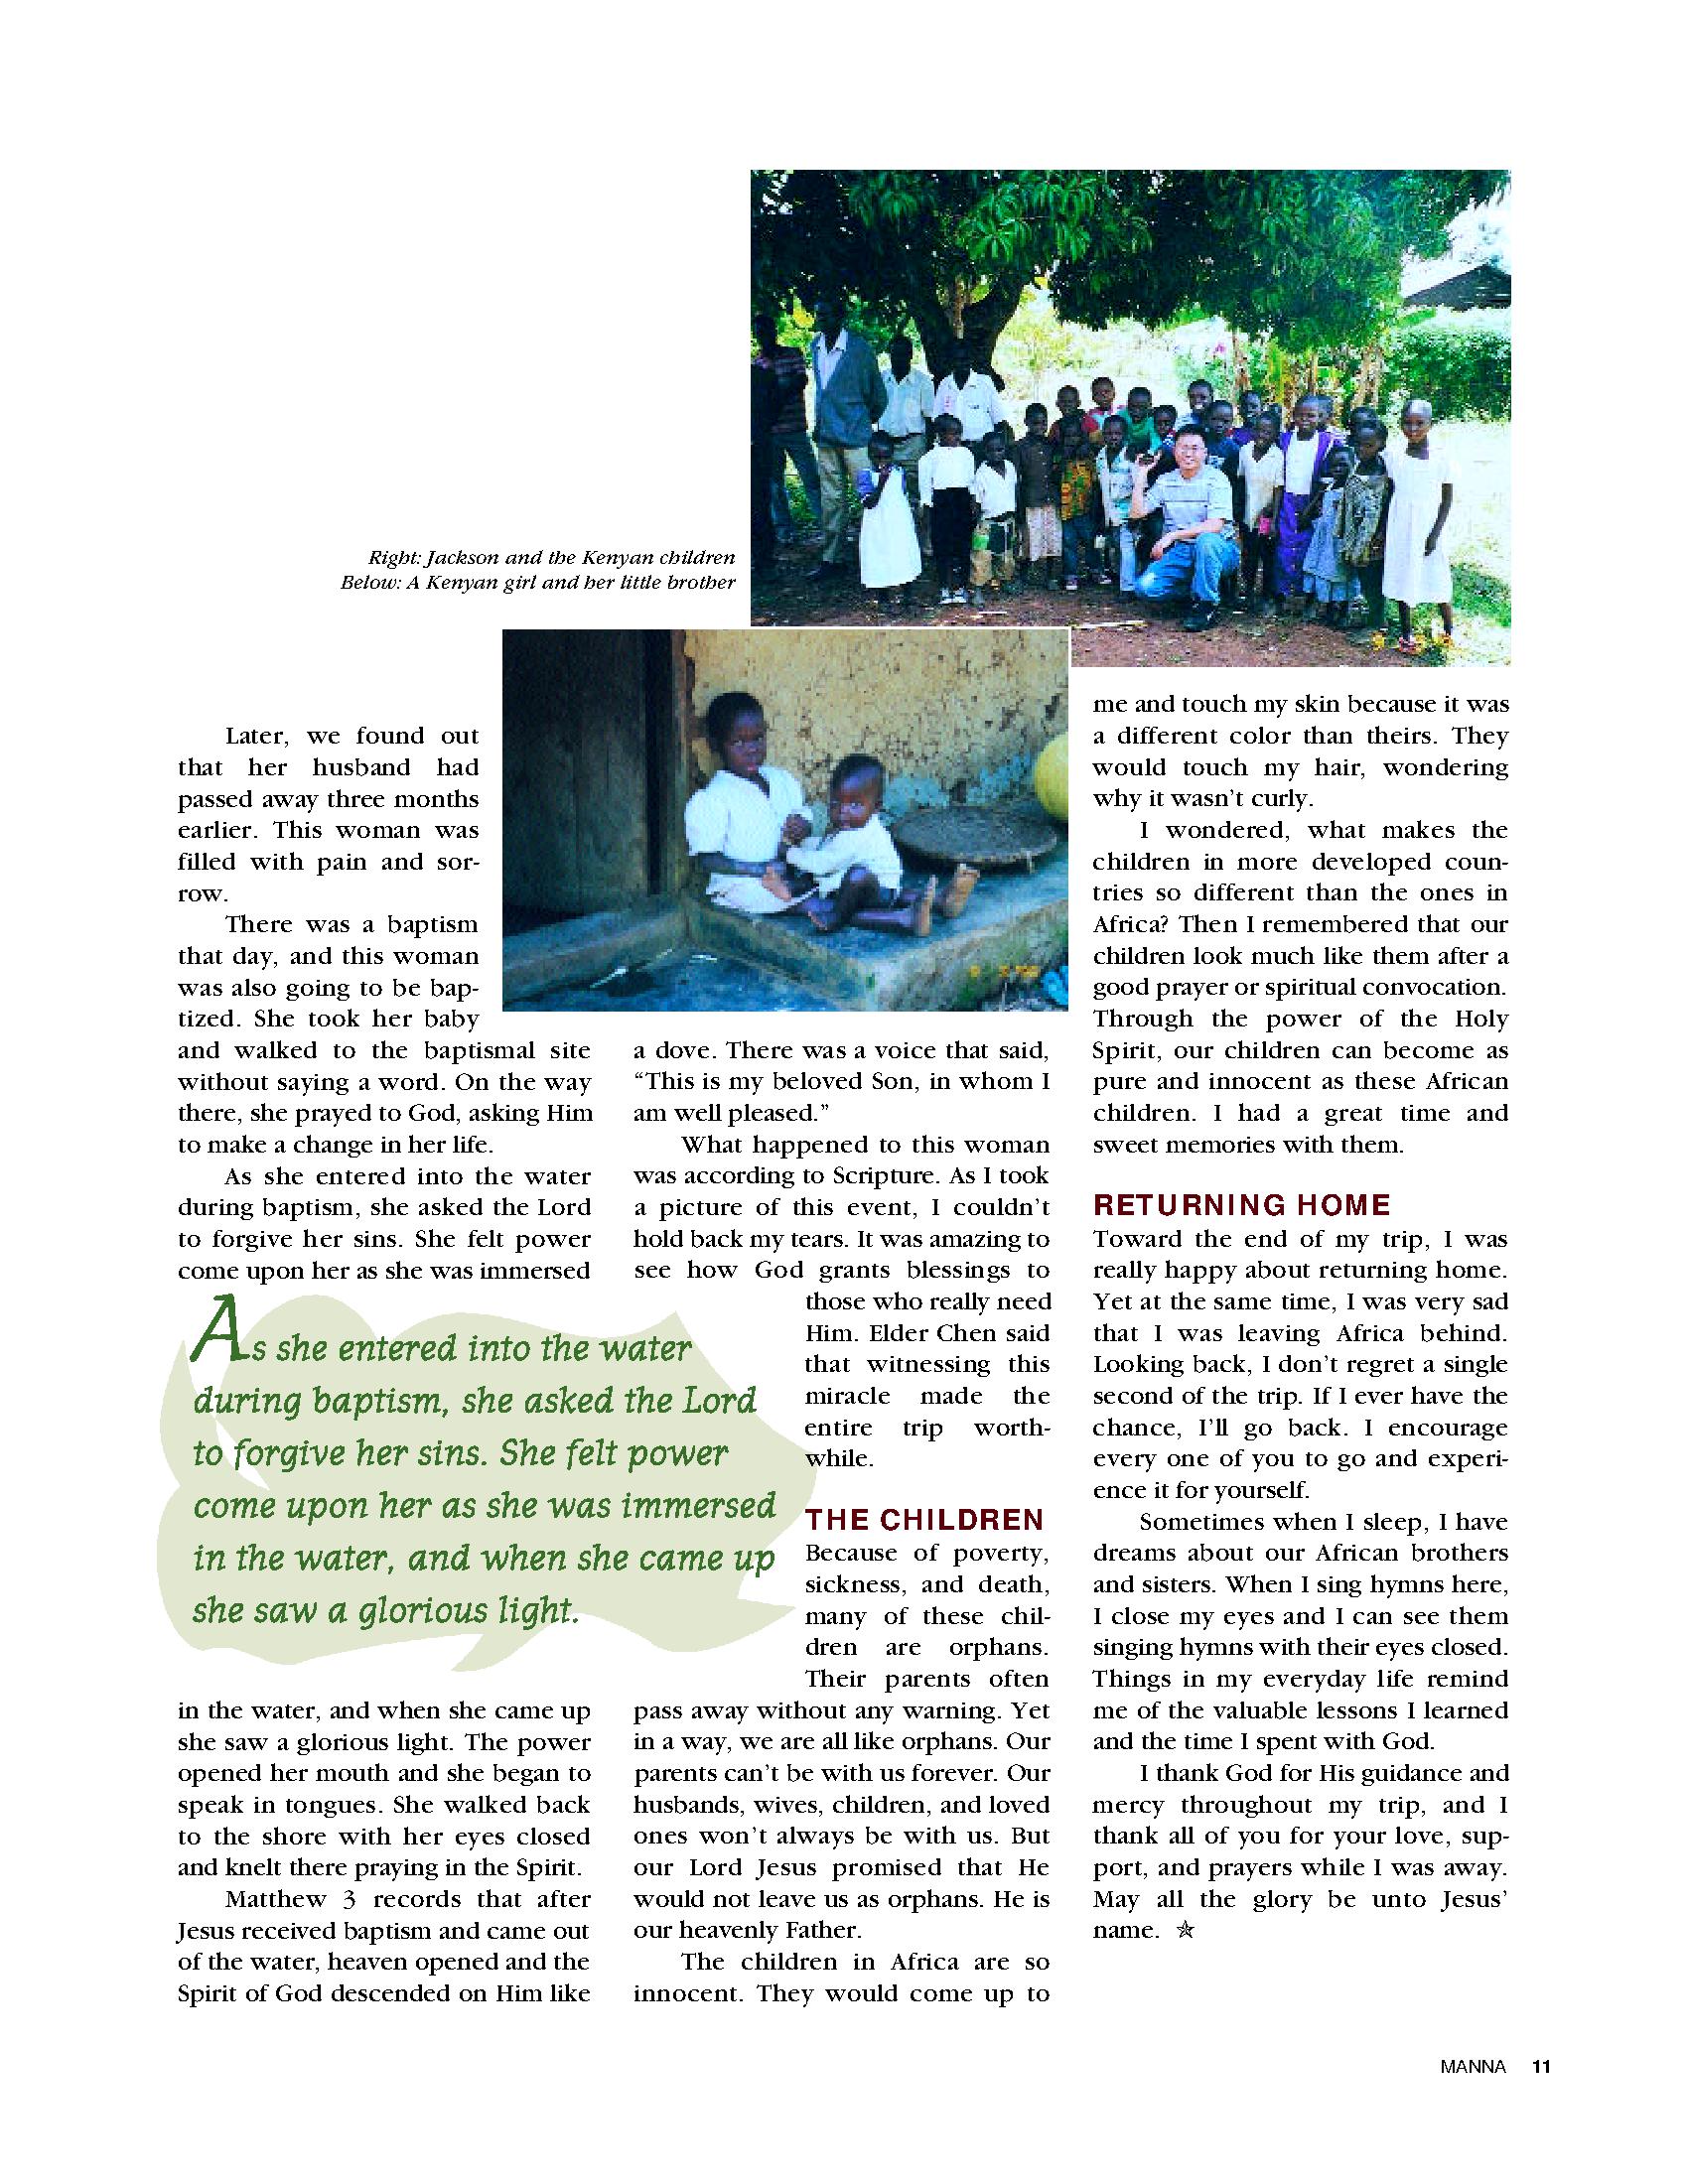 Right: Jackson and the Kenyan children
Below: A Kenyan girl and her little brother
Later, we found out
that her husband had
passed away three months
earlier. This woman was
filled with pain and sor-
row.
There was a baptism
that day, and this woman
was also going to be bap-
tized. She took her baby
and walked to the baptismal site
without saying a word. On the way
there, she prayed to God, asking Him
to make a change in her life.
As she entered into the water
during baptism, she asked the Lord
to forgive her sins. She felt power
come upon her as she was immersed
As she entered into the water
during baptism, she asked the Lord
to forgive her sins. She felt power
come upon her as she was immersed
in the water, and when she came up
she saw a glorious light.
in the water, and when she came up
she saw a glorious light. The power
opened her mouth and she began to
speak in tongues. She walked back
to the shore with her eyes closed
and knelt there praying in the Spirit.
Matthew 3 records that after
Jesus received baptism and came out
of the water, heaven opened and the
Spirit of God descended on Him like
a dove. There was a voice that said,
“This is my beloved Son, in whom I
am well pleased.”
What happened to this woman
was according to Scripture. As I took
a picture of this event, I couldn’t
hold back my tears. It was amazing to
see how God grants blessings to
those who really need
Him. Elder Chen said
that witnessing this
miracle made the
entire trip worth-
while.
THE CHILDREN
Because of poverty,
sickness, and death,
many of these chil-
dren are orphans.
Their parents often
pass away without any warning. Yet
in a way, we are all like orphans. Our
parents can’t be with us forever. Our
husbands, wives, children, and loved
ones won’t always be with us. But
our Lord Jesus promised that He
would not leave us as orphans. He is
our heavenly Father.
The children in Africa are so
innocent. They would come up to
me and touch my skin because it was
a different color than theirs. They
would touch my hair, wondering
why it wasn’t curly.
I wondered, what makes the
children in more developed coun-
tries so different than the ones in
Africa? Then I remembered that our
children look much like them after a
good prayer or spiritual convocation.
Through the power of the Holy
Spirit, our children can become as
pure and innocent as these African
children. I had a great time and
sweet memories with them.
RETURNING HOME
Toward the end of my trip, I was
really happy about returning home.
Yet at the same time, I was very sad
that I was leaving Africa behind.
Looking back, I don’t regret a single
second of the trip. If I ever have the
chance, I’ll go back. I encourage
every one of you to go and experi-
ence it for yourself.
Sometimes when I sleep, I have
dreams about our African brothers
and sisters. When I sing hymns here,
I close my eyes and I can see them
singing hymns with their eyes closed.
Things in my everyday life remind
me of the valuable lessons I learned
and the time I spent with God.
I thank God for His guidance and
mercy throughout my trip, and I
thank all of you for your love, sup-
port, and prayers while I was away.
May all the glory be unto Jesus’
name. ✯
MANNA 11